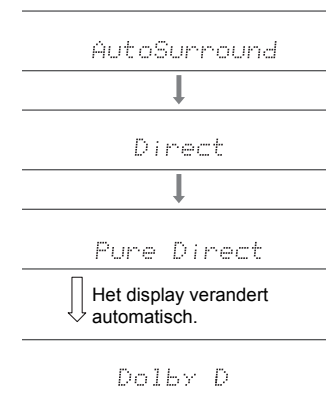 AutoSurround
Direct
Pure Direct
Het display verandert
automatisch.
Dolby D